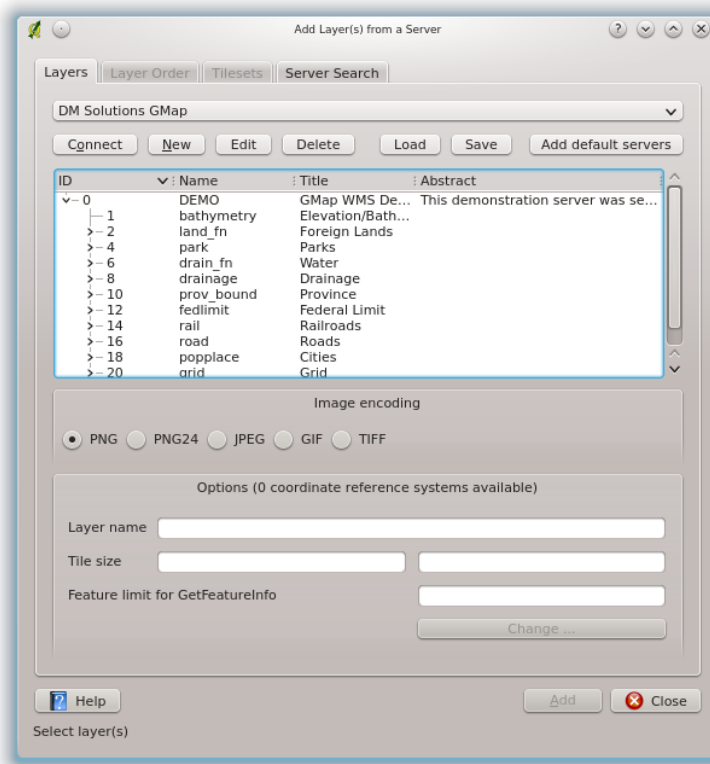 Add Layer(s) from a Server
Layers Layer Order Tilesets Server Search
DM Solutions GMap
Connect New Edit Delete Load Save Add default servers
ID Name Title Abstract
0 DEMO GMap WMS De... This demonstration server was se...
1 bathymetry Elevation/Bath...
2 land_fn Foreign Lands
4 park Parks
6 drain_fn Water
8 drainage Drainage
10 prov_bound Province
12 fedlimit Federal Limit
14 rail Railroads
16 road Roads
18 popplace Cities
20 grid Grid
Image encoding
PNG PNG24 JPEG GIF TIFF
Options (0 coordinate reference systems available)
Layer name
Tile size
Feature limit for GetFeatureInfo
Change ...
Help Add Close
Select layer(s)